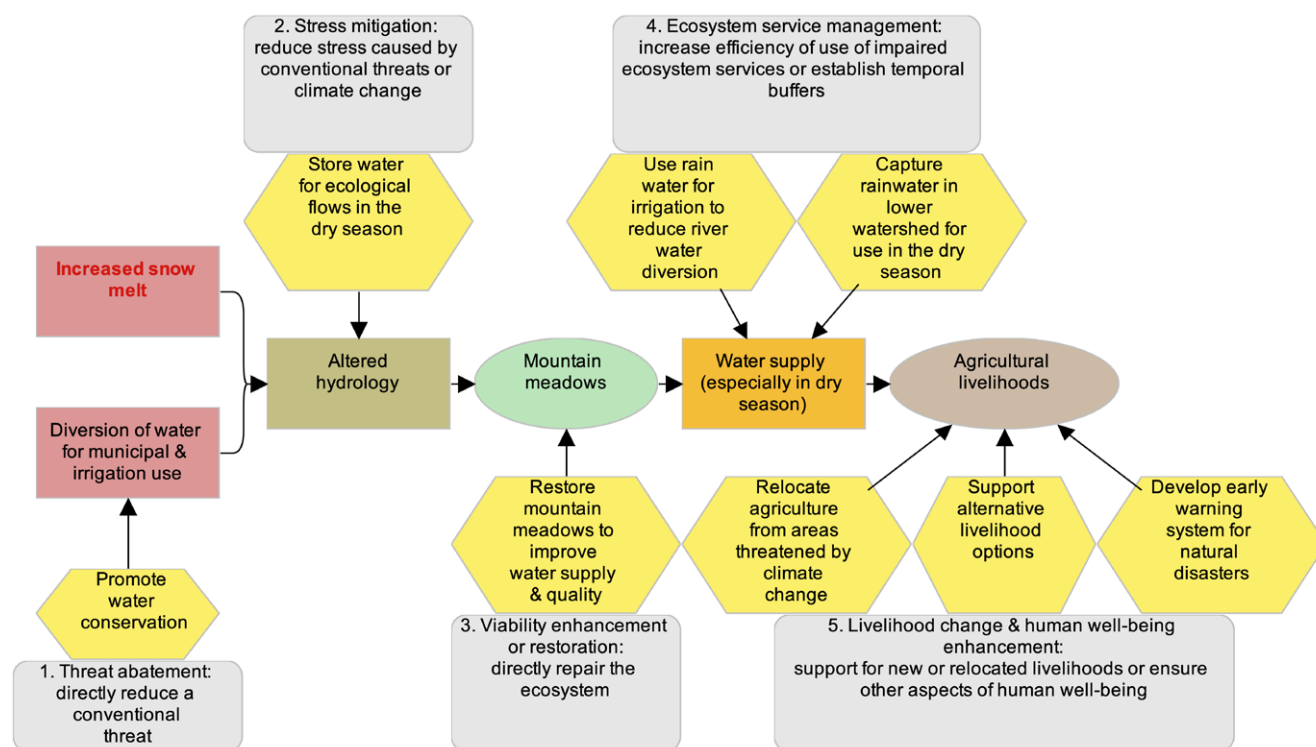 2. Stress mitigation:
reduce stress caused by
conventional threats or
climate change
4. Ecosystem service management:
increase efficiency of use of impaired
ecosystem services or establish temporal
buffers
Store water
for ecological
flows in the
dry season
Use rain
water for
irrigation to
reduce river
water
diversion
Capture
rainwater in
lower
watershed for
use in the dry
season
Increased snow
melt
Altered
hydrology
Mountain
meadows
Water supply
(especially in dry
season)
Agricultural
livelihoods
Diversion of water
for municipal &
irrigation use
Promote
water
conservation
1. Threat abatement:
directly reduce a
conventional
threat
Restore
mountain
meadows to
improve
water supply
& quality
3. Viability enhancement
or restoration:
directly repair the
ecosystem
Relocate
agriculture
from areas
threatened by
climate
change
Support
alternative
livelihood
options
Develop early
warning
system for
natural
disasters
5. Livelihood change & human well-being
enhancement:
support for new or relocated livelihoods or ensure
other aspects of human well-being